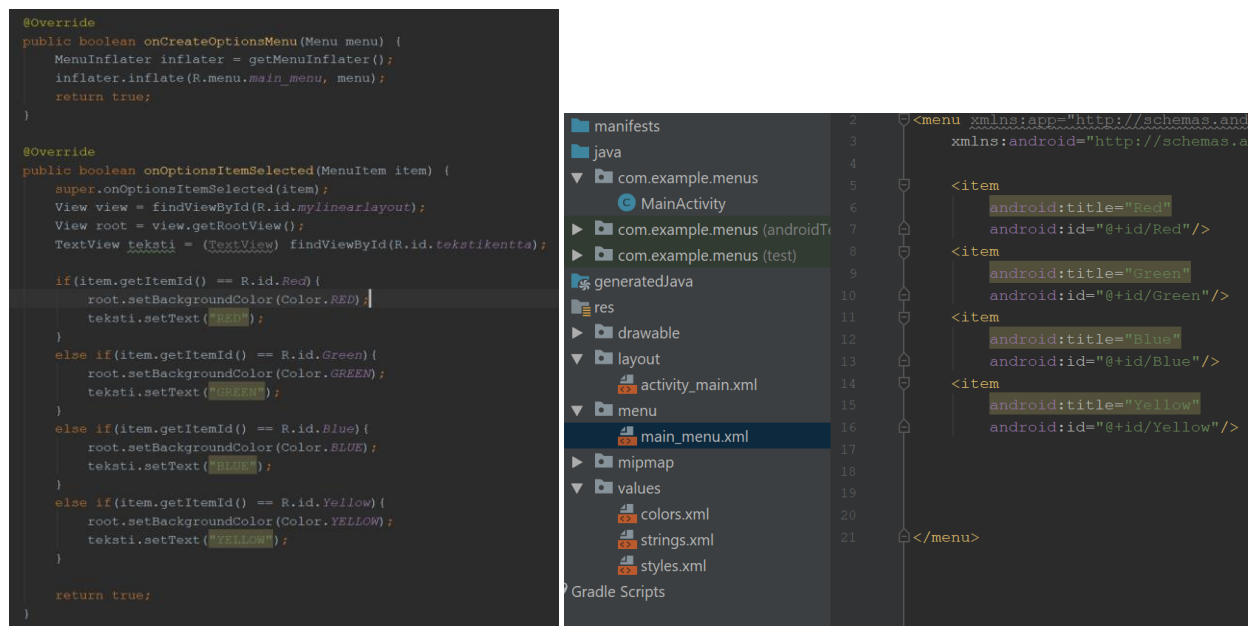 @Override
public boolean onCreateOptionsMenu(Menu menu) {
MenuInflater inflater = getMenuInflater();
inflater.inflate(R.menu.main_menu, menu);
return true;
}
@Override
public boolean onOptionsItemSelected(MenuItem item) {
super.onOptionsItemSelected(item);
View view = findViewById(R.id.mylinearlayout);
View root = view.getRootView();
TextView teksti = (TextView) findViewById(R.id.tekstikentta);
if(item.getItemId() == R.id.Red){
root.setBackgroundColor(Color.RED);
teksti.setText("RED");
}
else if(item.getItemId() == R.id.Green){
root.setBackgroundColor(Color.GREEN);
teksti.setText("GREEN");
}
else if(item.getItemId() == R.id.Blue){
root.setBackgroundColor(Color.BLUE);
teksti.setText("BLUE");
}
else if(item.getItemId() == R.id.Yellow){
root.setBackgroundColor(Color.YELLOW);
teksti.setText("YELLOW");
}
return true;
}
manifests
java
com.example.menus
MainActivity
com.example.menus (androidTe
com.example.menus (test)
generatedJava
res
drawable
layout
activity_main.xml
menu
main_menu.xml
mipmap
values
colors.xml
strings.xml
styles.xml
Gradle Scripts
2 <menu xmlns:app="http://schemas.and
3 xmlns:android="http://schemas.a
4
5 <item
6 android:title="Red"
7 android:id="@+id/Red"/>
8 <item
9 android:title="Green"
10 android:id="@+id/Green"/>
11 <item
12 android:title="Blue"
13 android:id="@+id/Blue"/>
14 <item
15 android:title="Yellow"
16 android:id="@+id/Yellow"/>
17
18
19
20
21 </menu>